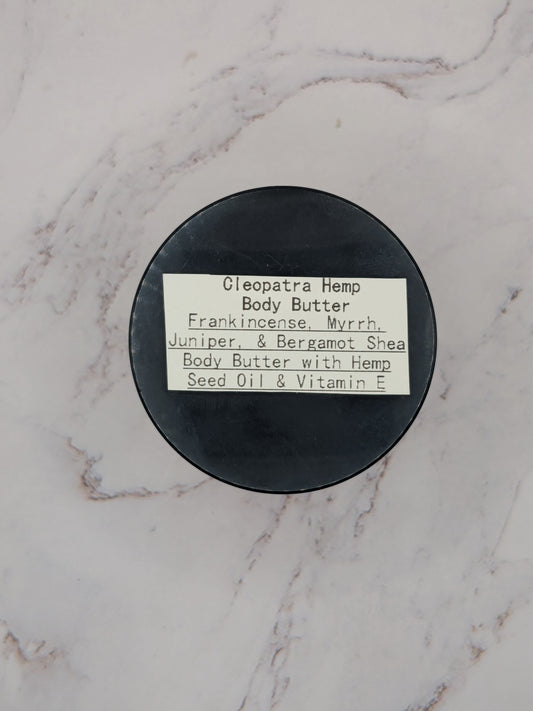 Cleopatra Hemp
Body Butter
Frankincense, Myrrh,
Juniper, & Bergamot Shea
Body Butter with Hemp
Seed Oil & Vitamin E